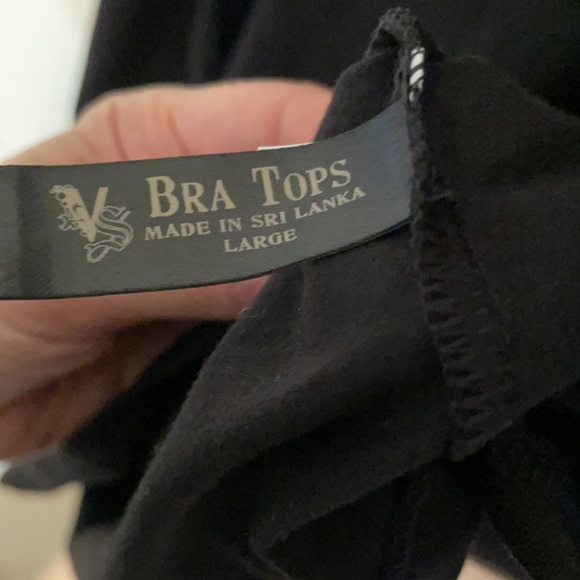 VS
BRA TOPS
MADE IN SRI LANKA
LARGE